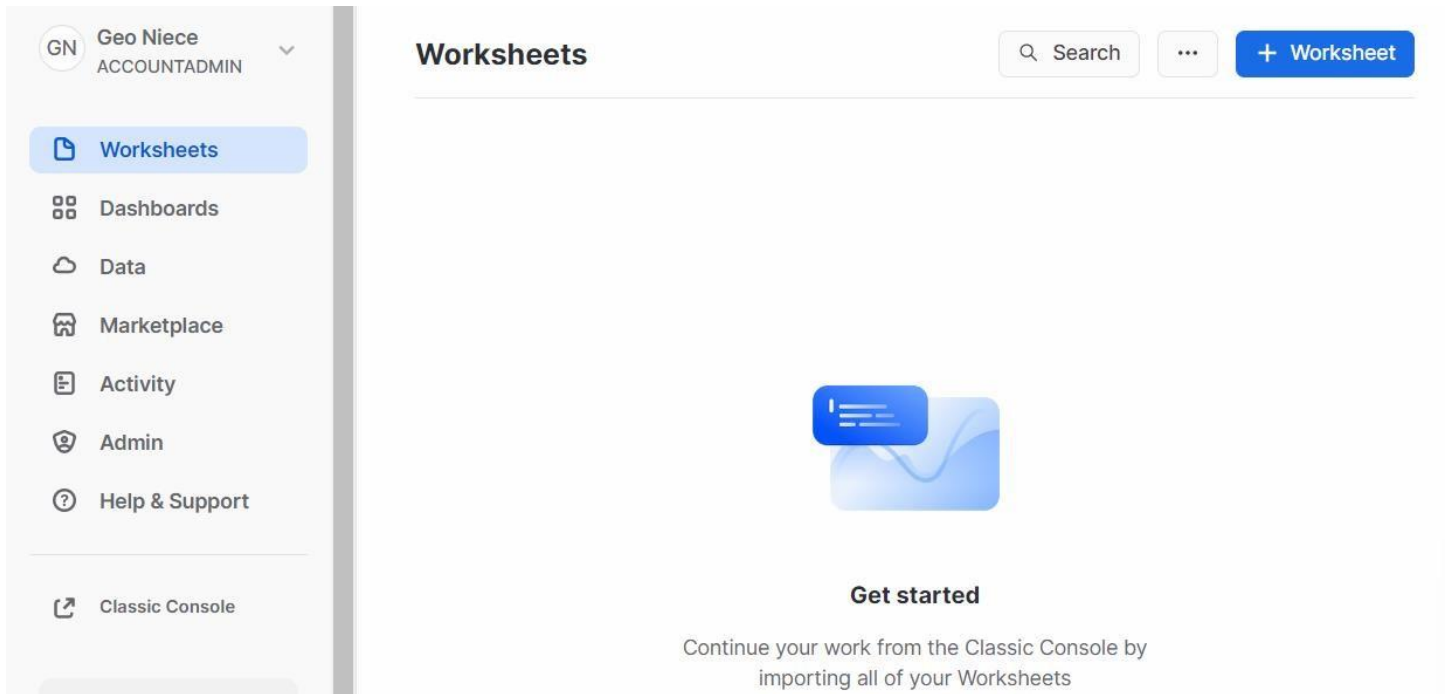 GN
Geo Niece
ACCOUNTADMIN
Worksheets
Dashboards
Data
Marketplace
Activity
Admin
Help & Support
Classic Console
Worksheets
Search
...
+ Worksheet
Get started
Continue your work from the Classic Console by
importing all of your Worksheets